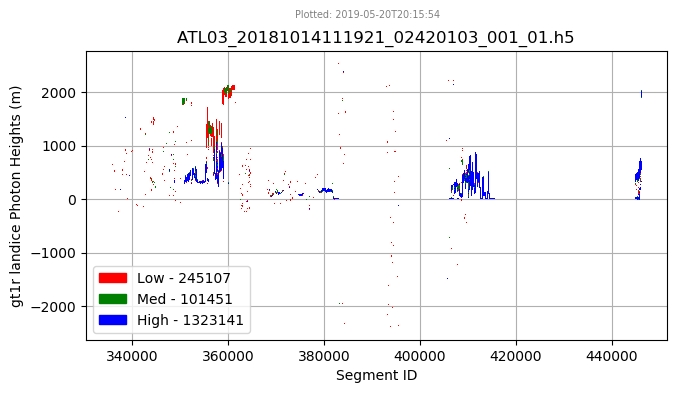 Plotted: 2019-05-20T20:15:54
ATL03_20181014111921_02420103_001_01.h5
gt1r landice Photon Heights (m)
2000
1000
0
−1000
−2000
Low - 245107
Med - 101451
High - 1323141
340000 360000 380000 400000 420000 440000
Segment ID